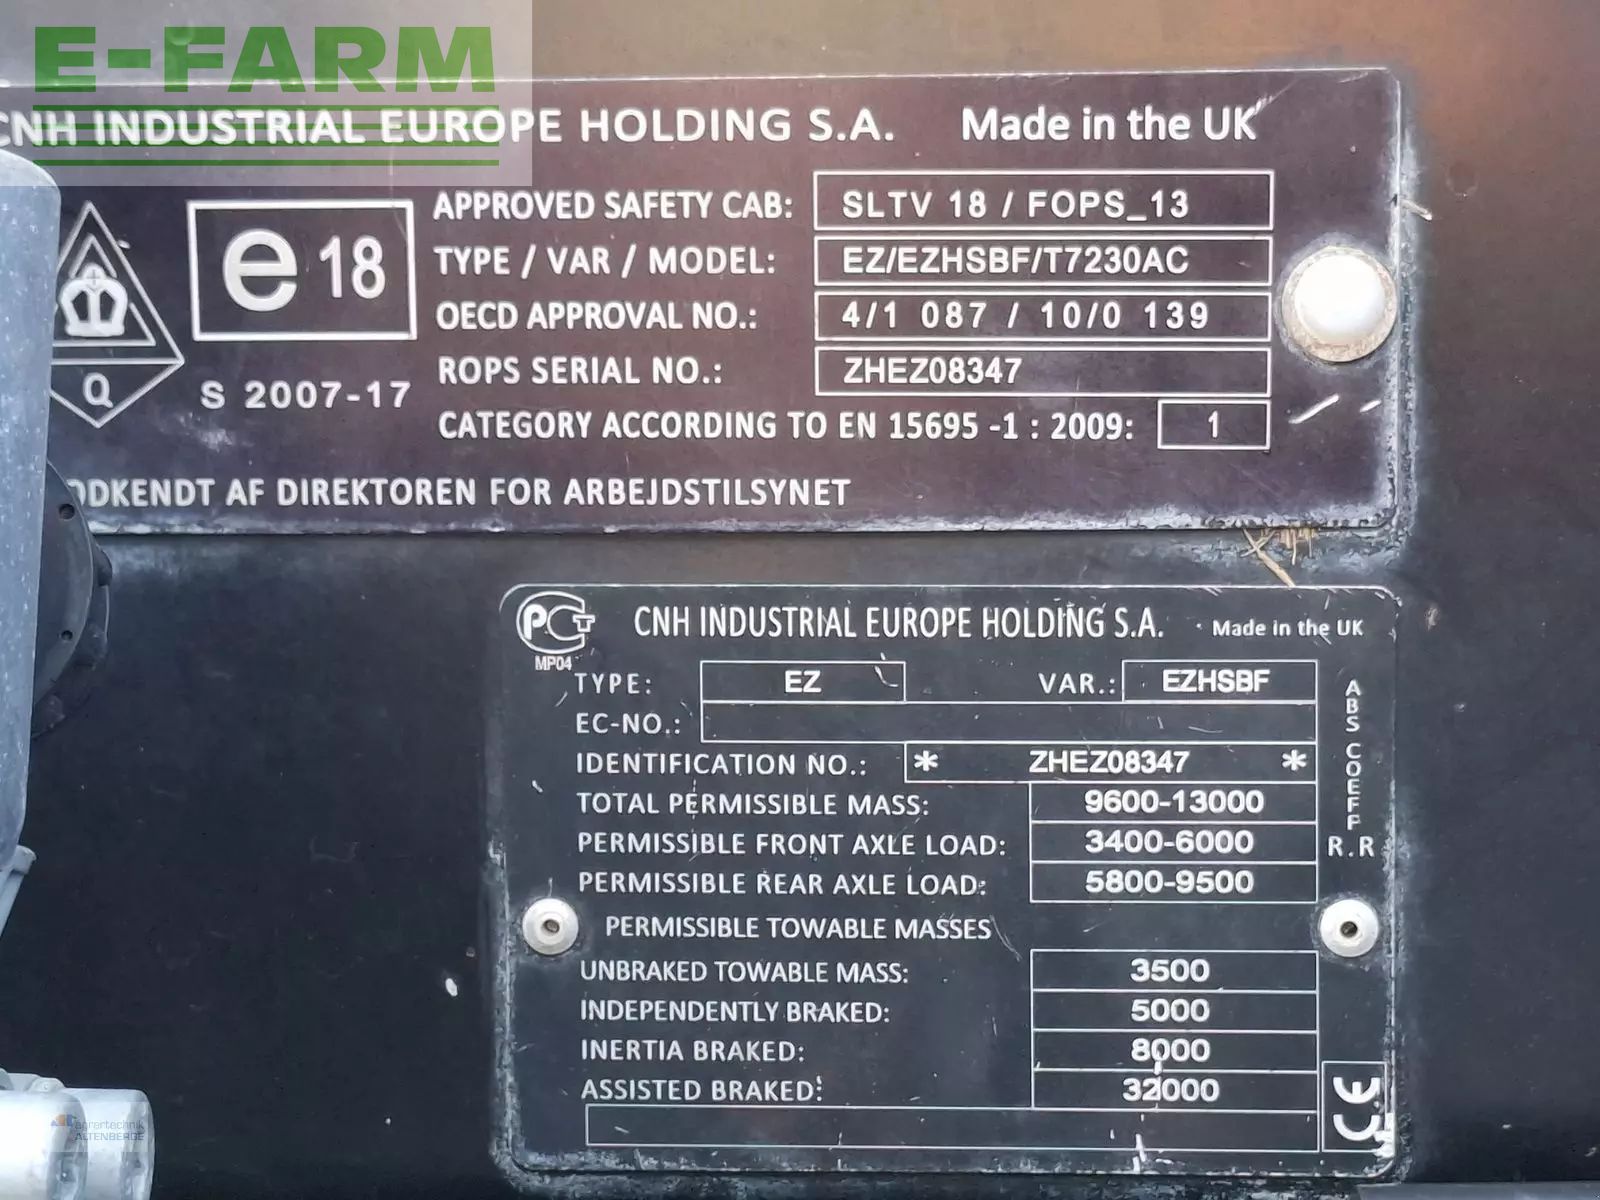 E-FARM
CNH INDUSTRIAL EUROPE HOLDING S.A. Made in the UK
e 18
Q
S 2007-17
APPROVED SAFETY CAB: SLTV 18 / FOPS_13
TYPE / VAR / MODEL: EZ/EZHSBF/T7230AC
OECD APPROVAL NO.: 4/1 087 / 10/0 139
ROPS SERIAL NO.: ZHEZ08347
CATEGORY ACCORDING TO EN 15695 -1 : 2009: 1
ODKENDT AF DIREKTOREN FOR ARBEJDSTILSYNET
PCT
MP04
CNH INDUSTRIAL EUROPE HOLDING S.A. Made in the UK
TYPE: EZ VAR.: EZHSBF
EC-NO.:
IDENTIFICATION NO.: * ZHEZ08347 *
TOTAL PERMISSIBLE MASS: 9600-13000
PERMISSIBLE FRONT AXLE LOAD: 3400-6000
PERMISSIBLE REAR AXLE LOAD: 5800-9500
ABS COEFF
R.R
PERMISSIBLE TOWABLE MASSES
UNBRAKED TOWABLE MASS: 3500
INDEPENDENTLY BRAKED: 5000
INERTIA BRAKED: 8000
ASSISTED BRAKED: 32000
CE
agrartechnik
ALTENBERGE